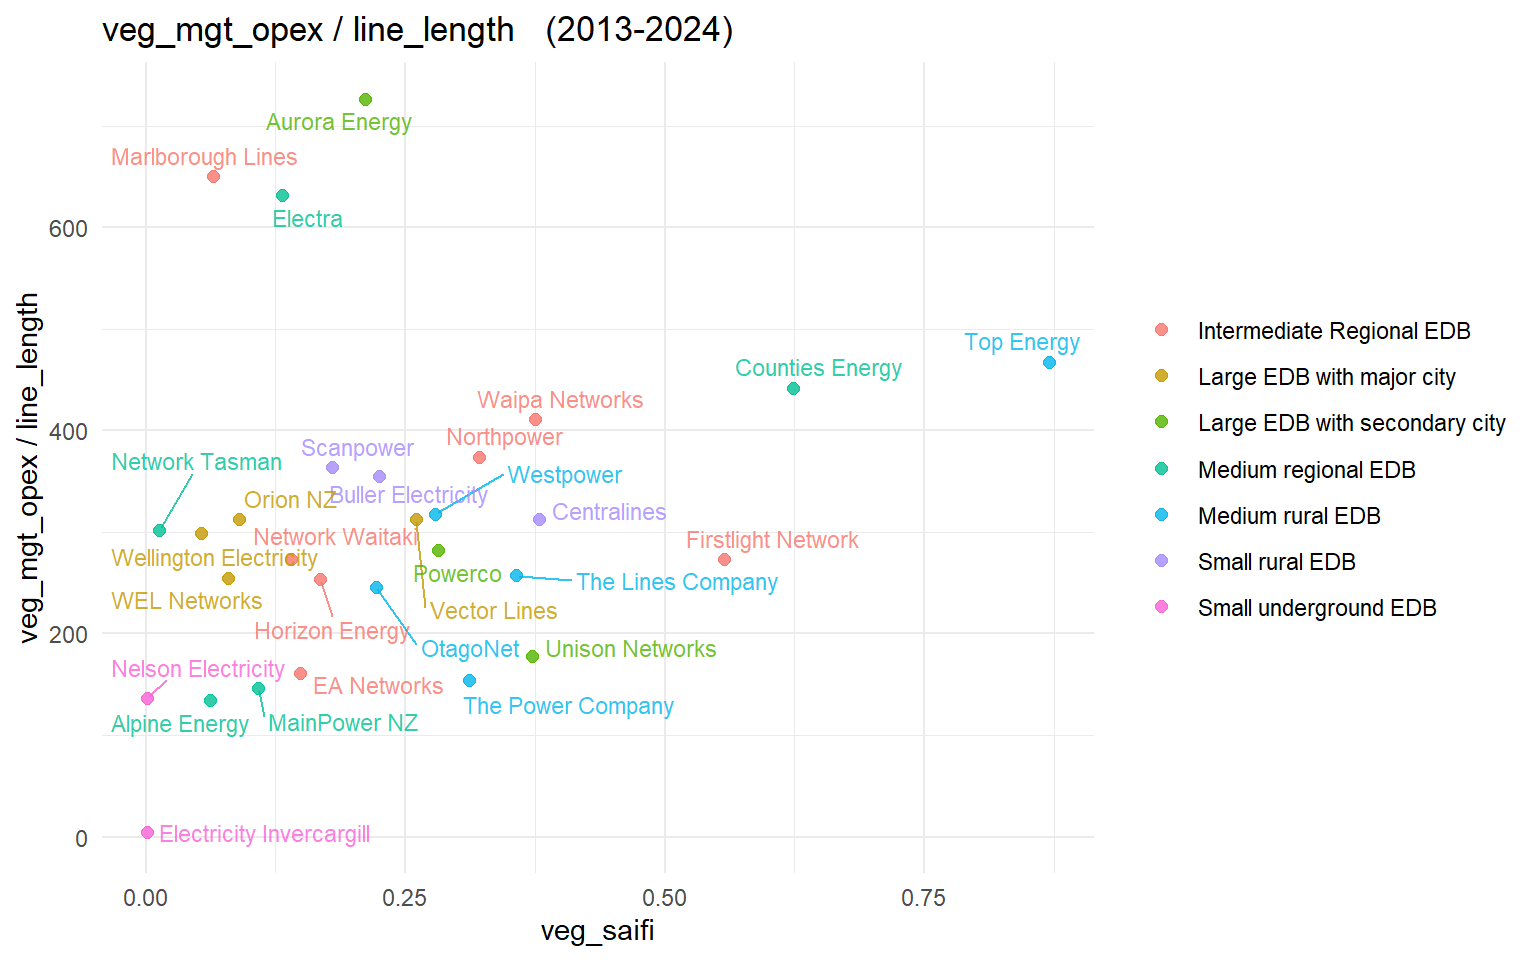 veg_mgt_opex / line_length   (2013-2024)
Aurora Energy
Marlborough Lines
Electra
600
Top Energy
Counties Energy
Waipa Networks
400
Northpower
Scanpower
Network Tasman
Westpower
Buller Electricity
Orion NZ
Centralines
Network Waitaki
Firstlight Network
Wellington Electricity
Powerco
The Lines Company
WEL Networks
Vector Lines
Horizon Energy
200
OtagoNet
Unison Networks
Nelson Electricity
EA Networks
The Power Company
Alpine Energy
MainPower NZ
Electricity Invercargill
0
0.00
0.25
0.50
0.75
veg_saifi
veg_mgt_opex / line_length
Intermediate Regional EDB
Large EDB with major city
Large EDB with secondary city
Medium regional EDB
Medium rural EDB
Small rural EDB
Small underground EDB